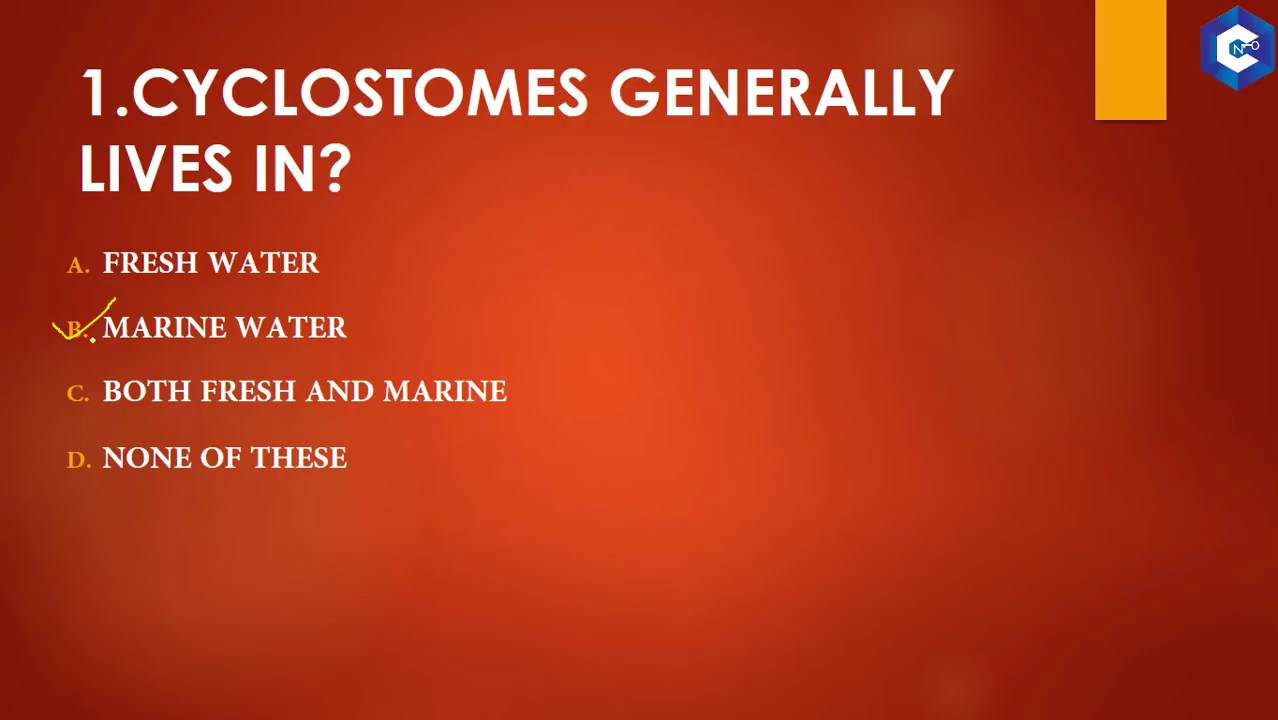 1.CYCLOSTOMES GENERALLY
LIVES IN?
A. FRESH WATER
B. MARINE WATER
C. BOTH FRESH AND MARINE
D. NONE OF THESE